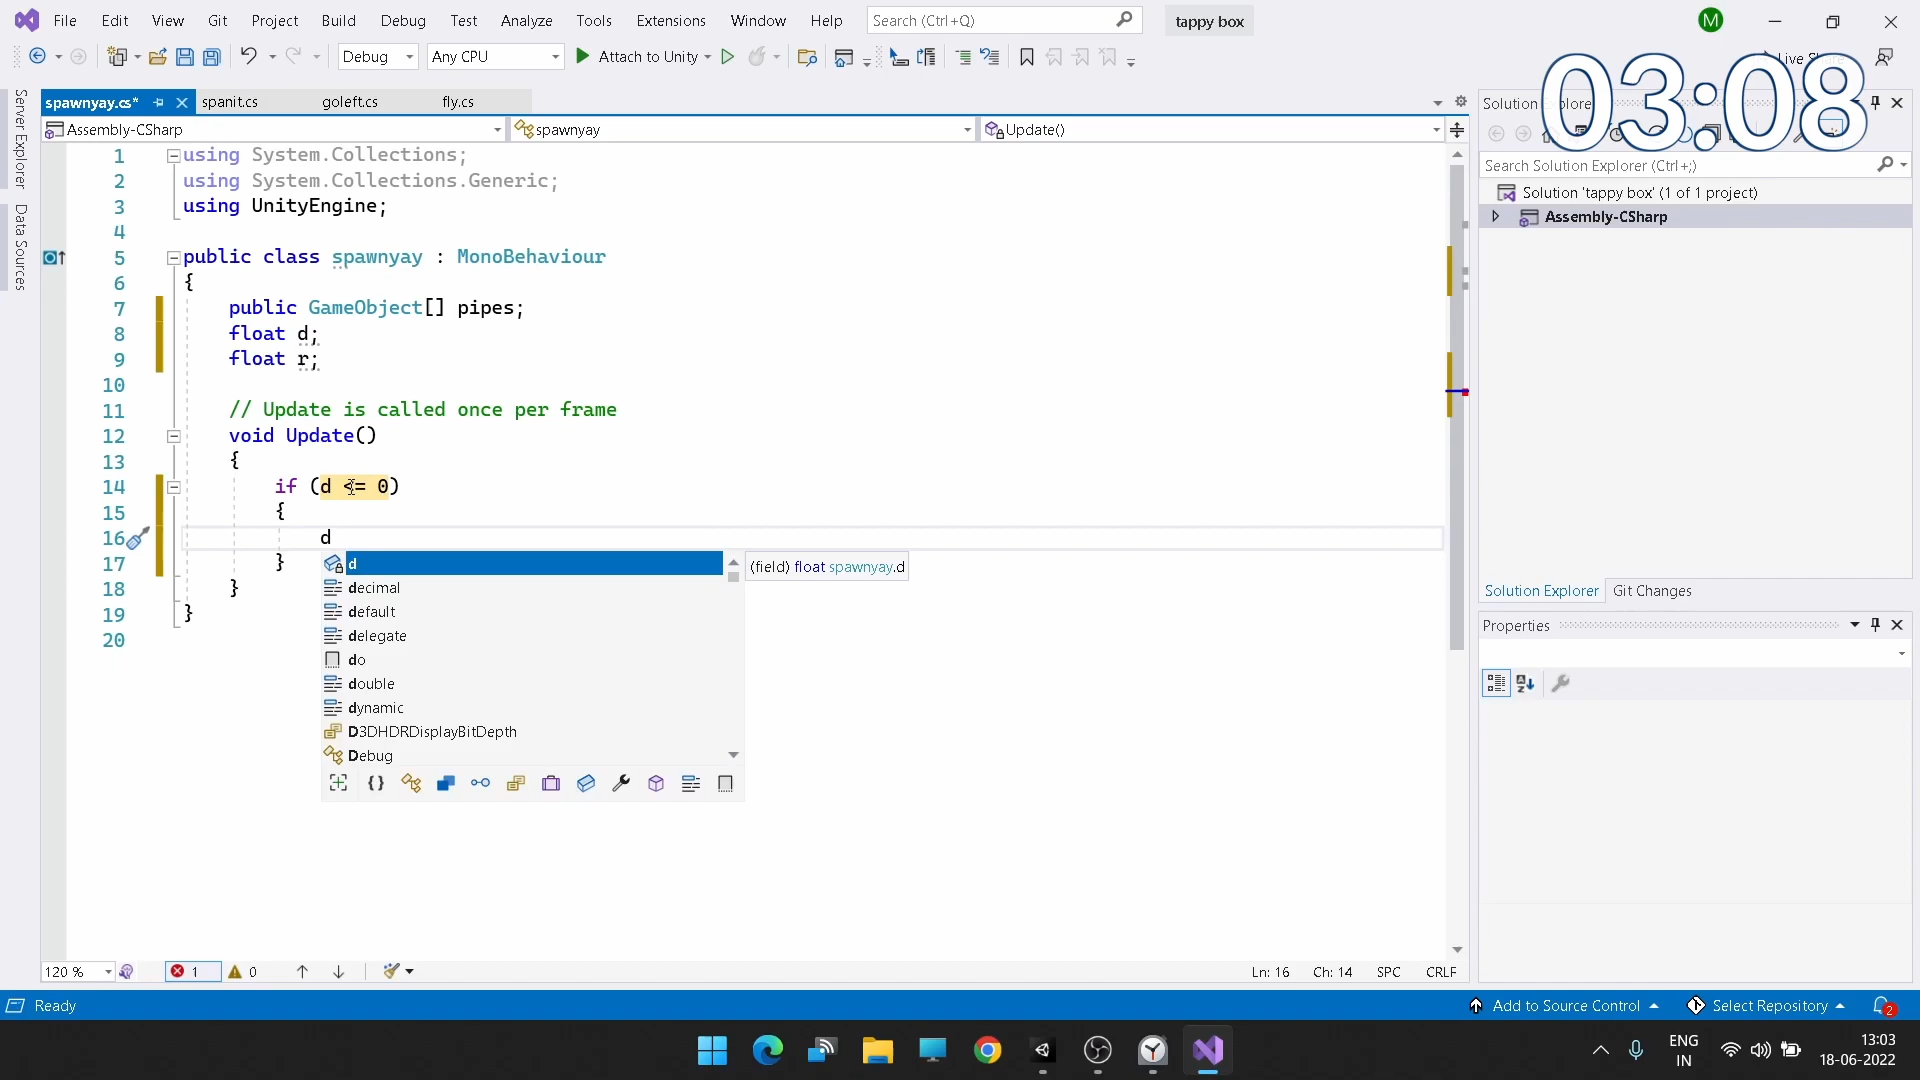 File Edit View Git Project Build Debug Test Analyze Tools Extensions Window Help Search (Ctrl+Q) tappy box M
Debug Any CPU Attach to Unity Live Share
03:08
spawnyay.cs* spanit.cs goleft.cs fly.cs
Solution Explorer
Assembly-CSharp spawnyay Update()
Search Solution Explorer (Ctrl+;)
Solution 'tappy box' (1 of 1 project)
Assembly-CSharp
Server Explorer
Data Sources
1 using System.Collections;
2 using System.Collections.Generic;
3 using UnityEngine;
4
5 public class spawnyay : MonoBehaviour
6 {
7 public GameObject[] pipes;
8 float d;
9 float r;
10
11 // Update is called once per frame
12 void Update()
13 {
14 if (d <= 0)
15 {
16 d
17 }
18 }
19 }
20
d
decimal
default
delegate
do
double
dynamic
D3DHDRDisplayBitDepth
Debug
(field) float spawnyay.d
Solution Explorer Git Changes
Properties
120 % 1 0 Ln: 16 Ch: 14 SPC CRLF
Ready Add to Source Control Select Repository 2
ENG
IN
13:03
18-06-2022